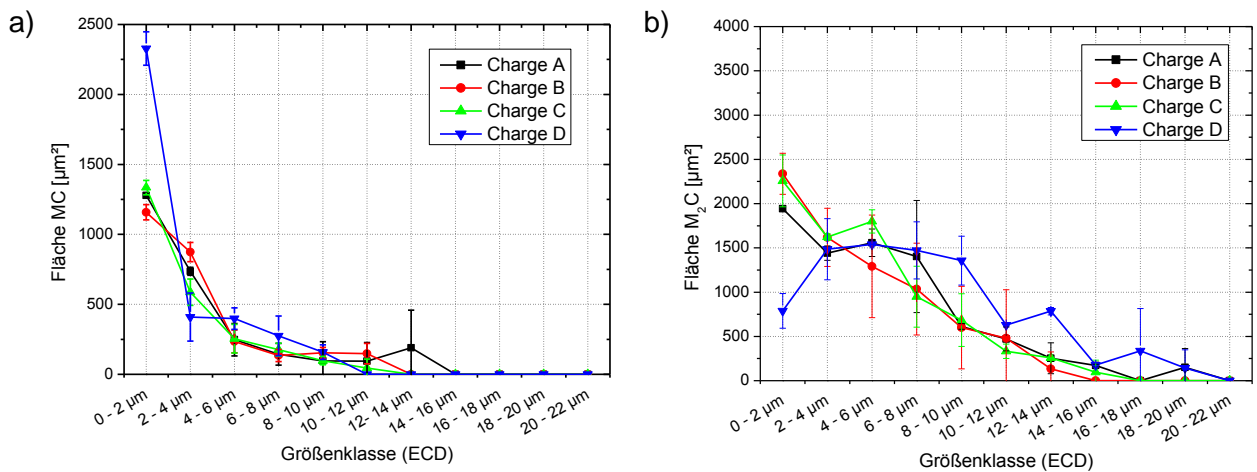 a)
Fläche MC [µm²]
2500
2000
1500
1000
500
0
Charge A
Charge B
Charge C
Charge D
0 - 2 µm
2 - 4 µm
4 - 6 µm
6 - 8 µm
8 - 10 µm
10 - 12 µm
12 - 14 µm
14 - 16 µm
16 - 18 µm
18 - 20 µm
20 - 22 µm
Größenklasse (ECD)
b)
Fläche M₂C [µm²]
4000
3500
3000
2500
2000
1500
1000
500
0
Charge A
Charge B
Charge C
Charge D
0 - 2 µm
2 - 4 µm
4 - 6 µm
6 - 8 µm
8 - 10 µm
10 - 12 µm
12 - 14 µm
14 - 16 µm
16 - 18 µm
18 - 20 µm
20 - 22 µm
Größenklasse (ECD)